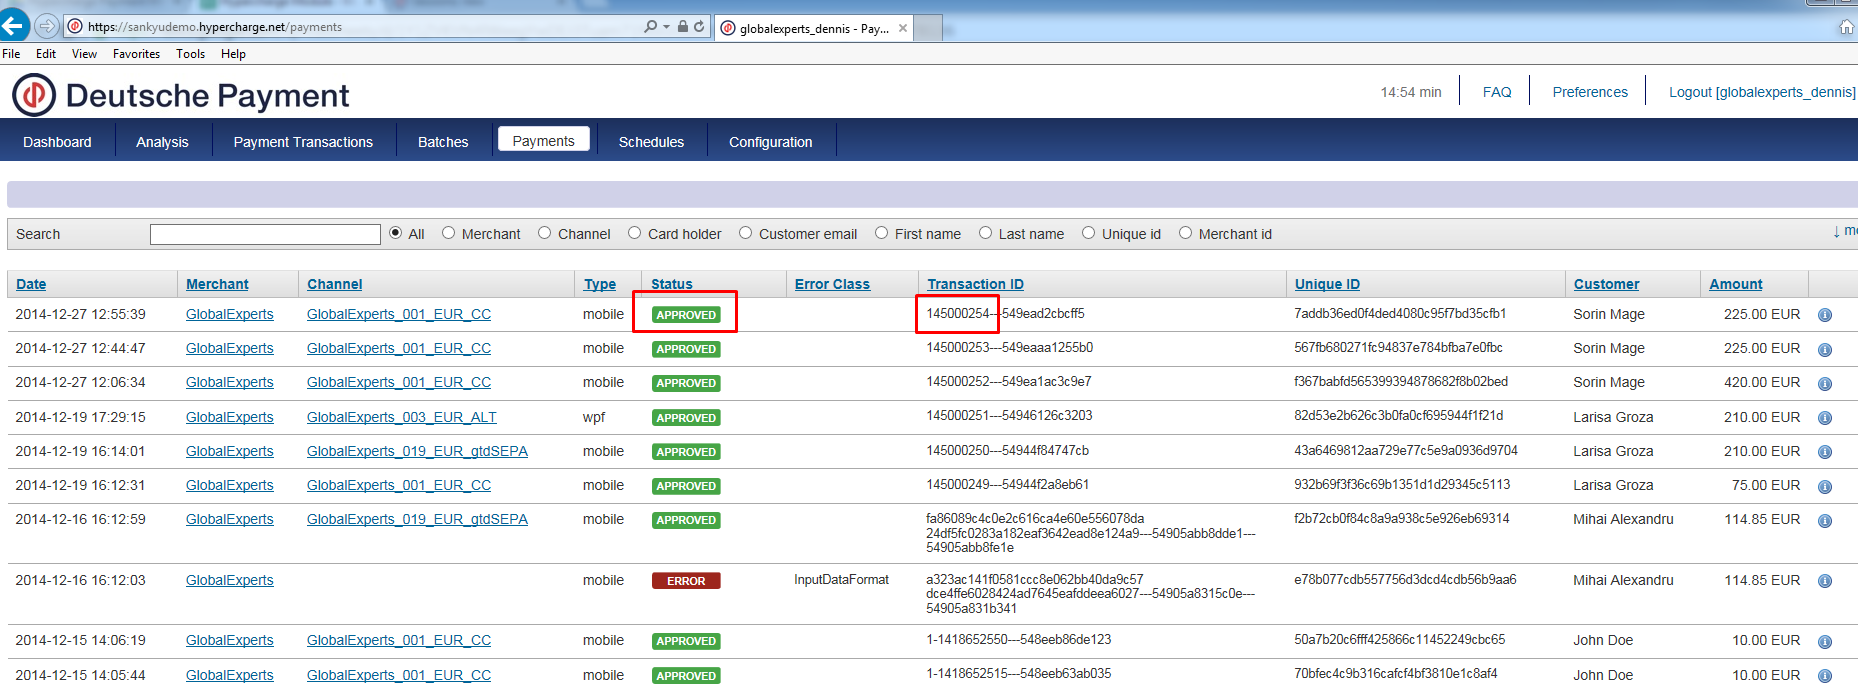 https://sankyudemo.hypercharge.net/payments
globalexperts_dennis - Pay...
File Edit View Favorites Tools Help
Deutsche Payment
14:54 min FAQ Preferences Logout [globalexperts_dennis]
Dashboard Analysis Payment Transactions Batches Payments Schedules Configuration
Search All Merchant Channel Card holder Customer email First name Last name Unique id Merchant id ↓
Date Merchant Channel Type Status Error Class Transaction ID Unique ID Customer Amount
2014-12-27 12:55:39 GlobalExperts GlobalExperts_001_EUR_CC mobile APPROVED 145000254---549ead2cbcff5 7addb36ed0f4ded4080c95f7bd35cfb1 Sorin Mage 225.00 EUR
2014-12-27 12:44:47 GlobalExperts GlobalExperts_001_EUR_CC mobile APPROVED 145000253---549eaaa1255b0 567fb680271fc94837e784bfba7e0fbc Sorin Mage 225.00 EUR
2014-12-27 12:06:34 GlobalExperts GlobalExperts_001_EUR_CC mobile APPROVED 145000252---549ea1ac3c9e7 f367babfd565399394878682f8b02bed Sorin Mage 420.00 EUR
2014-12-19 17:29:15 GlobalExperts GlobalExperts_003_EUR_ALT wpf APPROVED 145000251---54946126c3203 82d53e2b626c3b0fa0cf695944f1f21d Larisa Groza 210.00 EUR
2014-12-19 16:14:01 GlobalExperts GlobalExperts_019_EUR_gtdSEPA mobile APPROVED 145000250---54944f84747cb 43a6469812aa729e77c5e9a0936d9704 Larisa Groza 210.00 EUR
2014-12-19 16:12:31 GlobalExperts GlobalExperts_001_EUR_CC mobile APPROVED 145000249---54944f2a8eb61 932b69f3f36c69b1351d1d29345c5113 Larisa Groza 75.00 EUR
2014-12-16 16:12:59 GlobalExperts GlobalExperts_019_EUR_gtdSEPA mobile APPROVED fa86089c4c0e2c616ca4e60e556078da f2b72cb0f84c8a9a938c5e926eb69314 Mihai Alexandru 114.85 EUR
24df5fc0283a182eaf3642ead8e124a9---54905abb8dde1---
54905abb8fe1e
2014-12-16 16:12:03 GlobalExperts mobile ERROR InputDataFormat a323ac141f0581ccc8e062bb40da9c57 e78b077cdb557756d3dcd4cdb56b9aa6 Mihai Alexandru 114.85 EUR
dce4ffe6028424ad7645eafddeea6027---54905a8315c0e---
54905a831b341
2014-12-15 14:06:19 GlobalExperts GlobalExperts_001_EUR_CC mobile APPROVED 1-1418652550---548eeb86de123 50a7b20c6fff425866c11452249cbc65 John Doe 10.00 EUR
2014-12-15 14:05:44 GlobalExperts GlobalExperts_001_EUR_CC mobile APPROVED 1-1418652515---548eeb63ab035 70bfec4c9b316cafcf4bf3810e1c8af4 John Doe 10.00 EUR